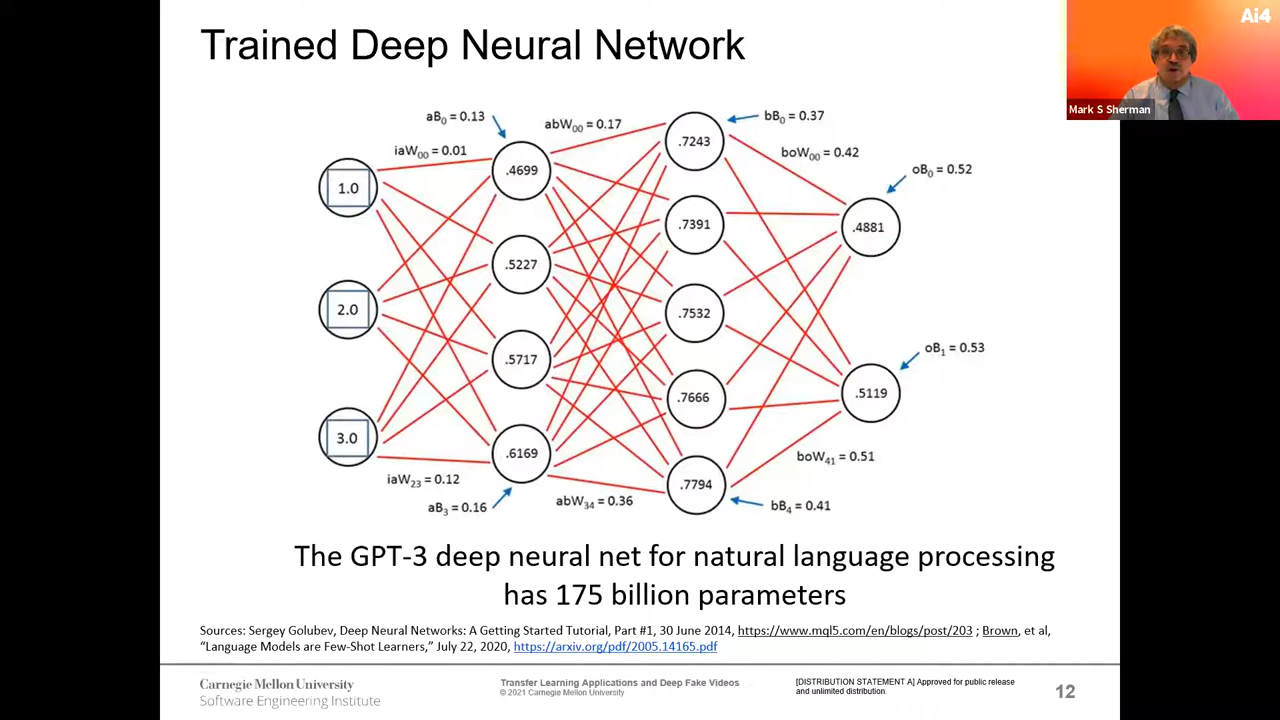 Trained Deep Neural Network
Ai4
Mark S Sherman
aB0 = 0.13
abW00 = 0.17
bB0 = 0.37
iaW00 = 0.01
boW00 = 0.42
oB0 = 0.52
1.0
.4699
.7243
.7391
.4881
.5227
2.0
.7532
oB1 = 0.53
.5717
.7666
.5119
3.0
.6169
boW41 = 0.51
iaW23 = 0.12
.7794
aB3 = 0.16
abW34 = 0.36
bB4 = 0.41
The GPT-3 deep neural net for natural language processing
has 175 billion parameters
Sources: Sergey Golubev, Deep Neural Networks: A Getting Started Tutorial, Part #1, 30 June 2014, https://www.mql5.com/en/blogs/post/203 ; Brown, et al,
“Language Models are Few-Shot Learners,” July 22, 2020, https://arxiv.org/pdf/2005.14165.pdf
Carnegie Mellon University
Software Engineering Institute
Transfer Learning Applications and Deep Fake Videos
© 2021 Carnegie Mellon University
[DISTRIBUTION STATEMENT A] Approved for public release
and unlimited distribution.
12